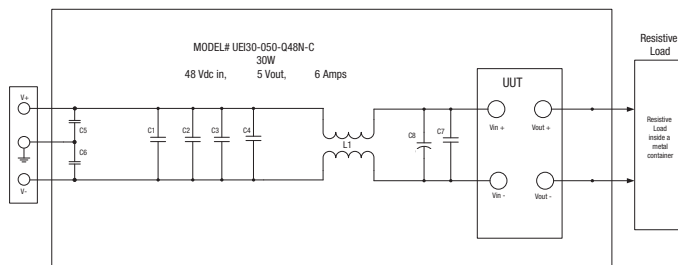 MODEL# UEI30-050-Q48N-C
30W
48 Vdc in, 5 Vout, 6 Amps
Resistive
Load
V+
C5
C6
V-
C1
C2
C3
C4
L1
C8
C7
UUT
Vin +
Vout +
Vin -
Vout -
Resistive
Load
inside a
metal
container